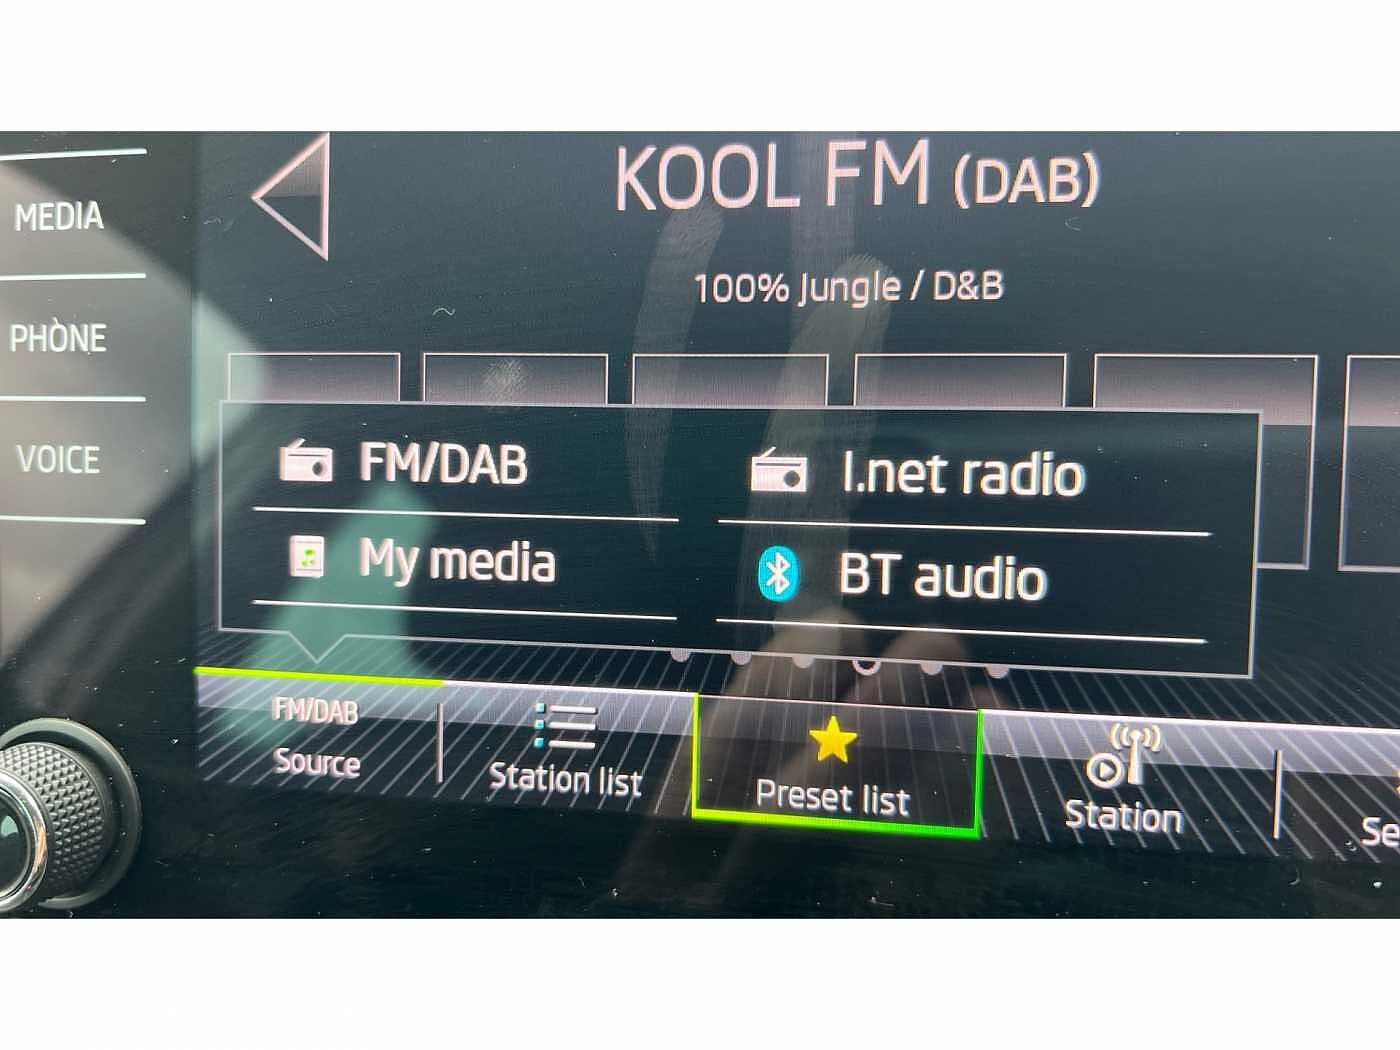 KOOL FM (DAB)
100% Jungle / D&B
MEDIA
PHONE
VOICE
FM/DAB
I.net radio
My media
BT audio
FM/DAB
Source
Station list
Preset list
Station